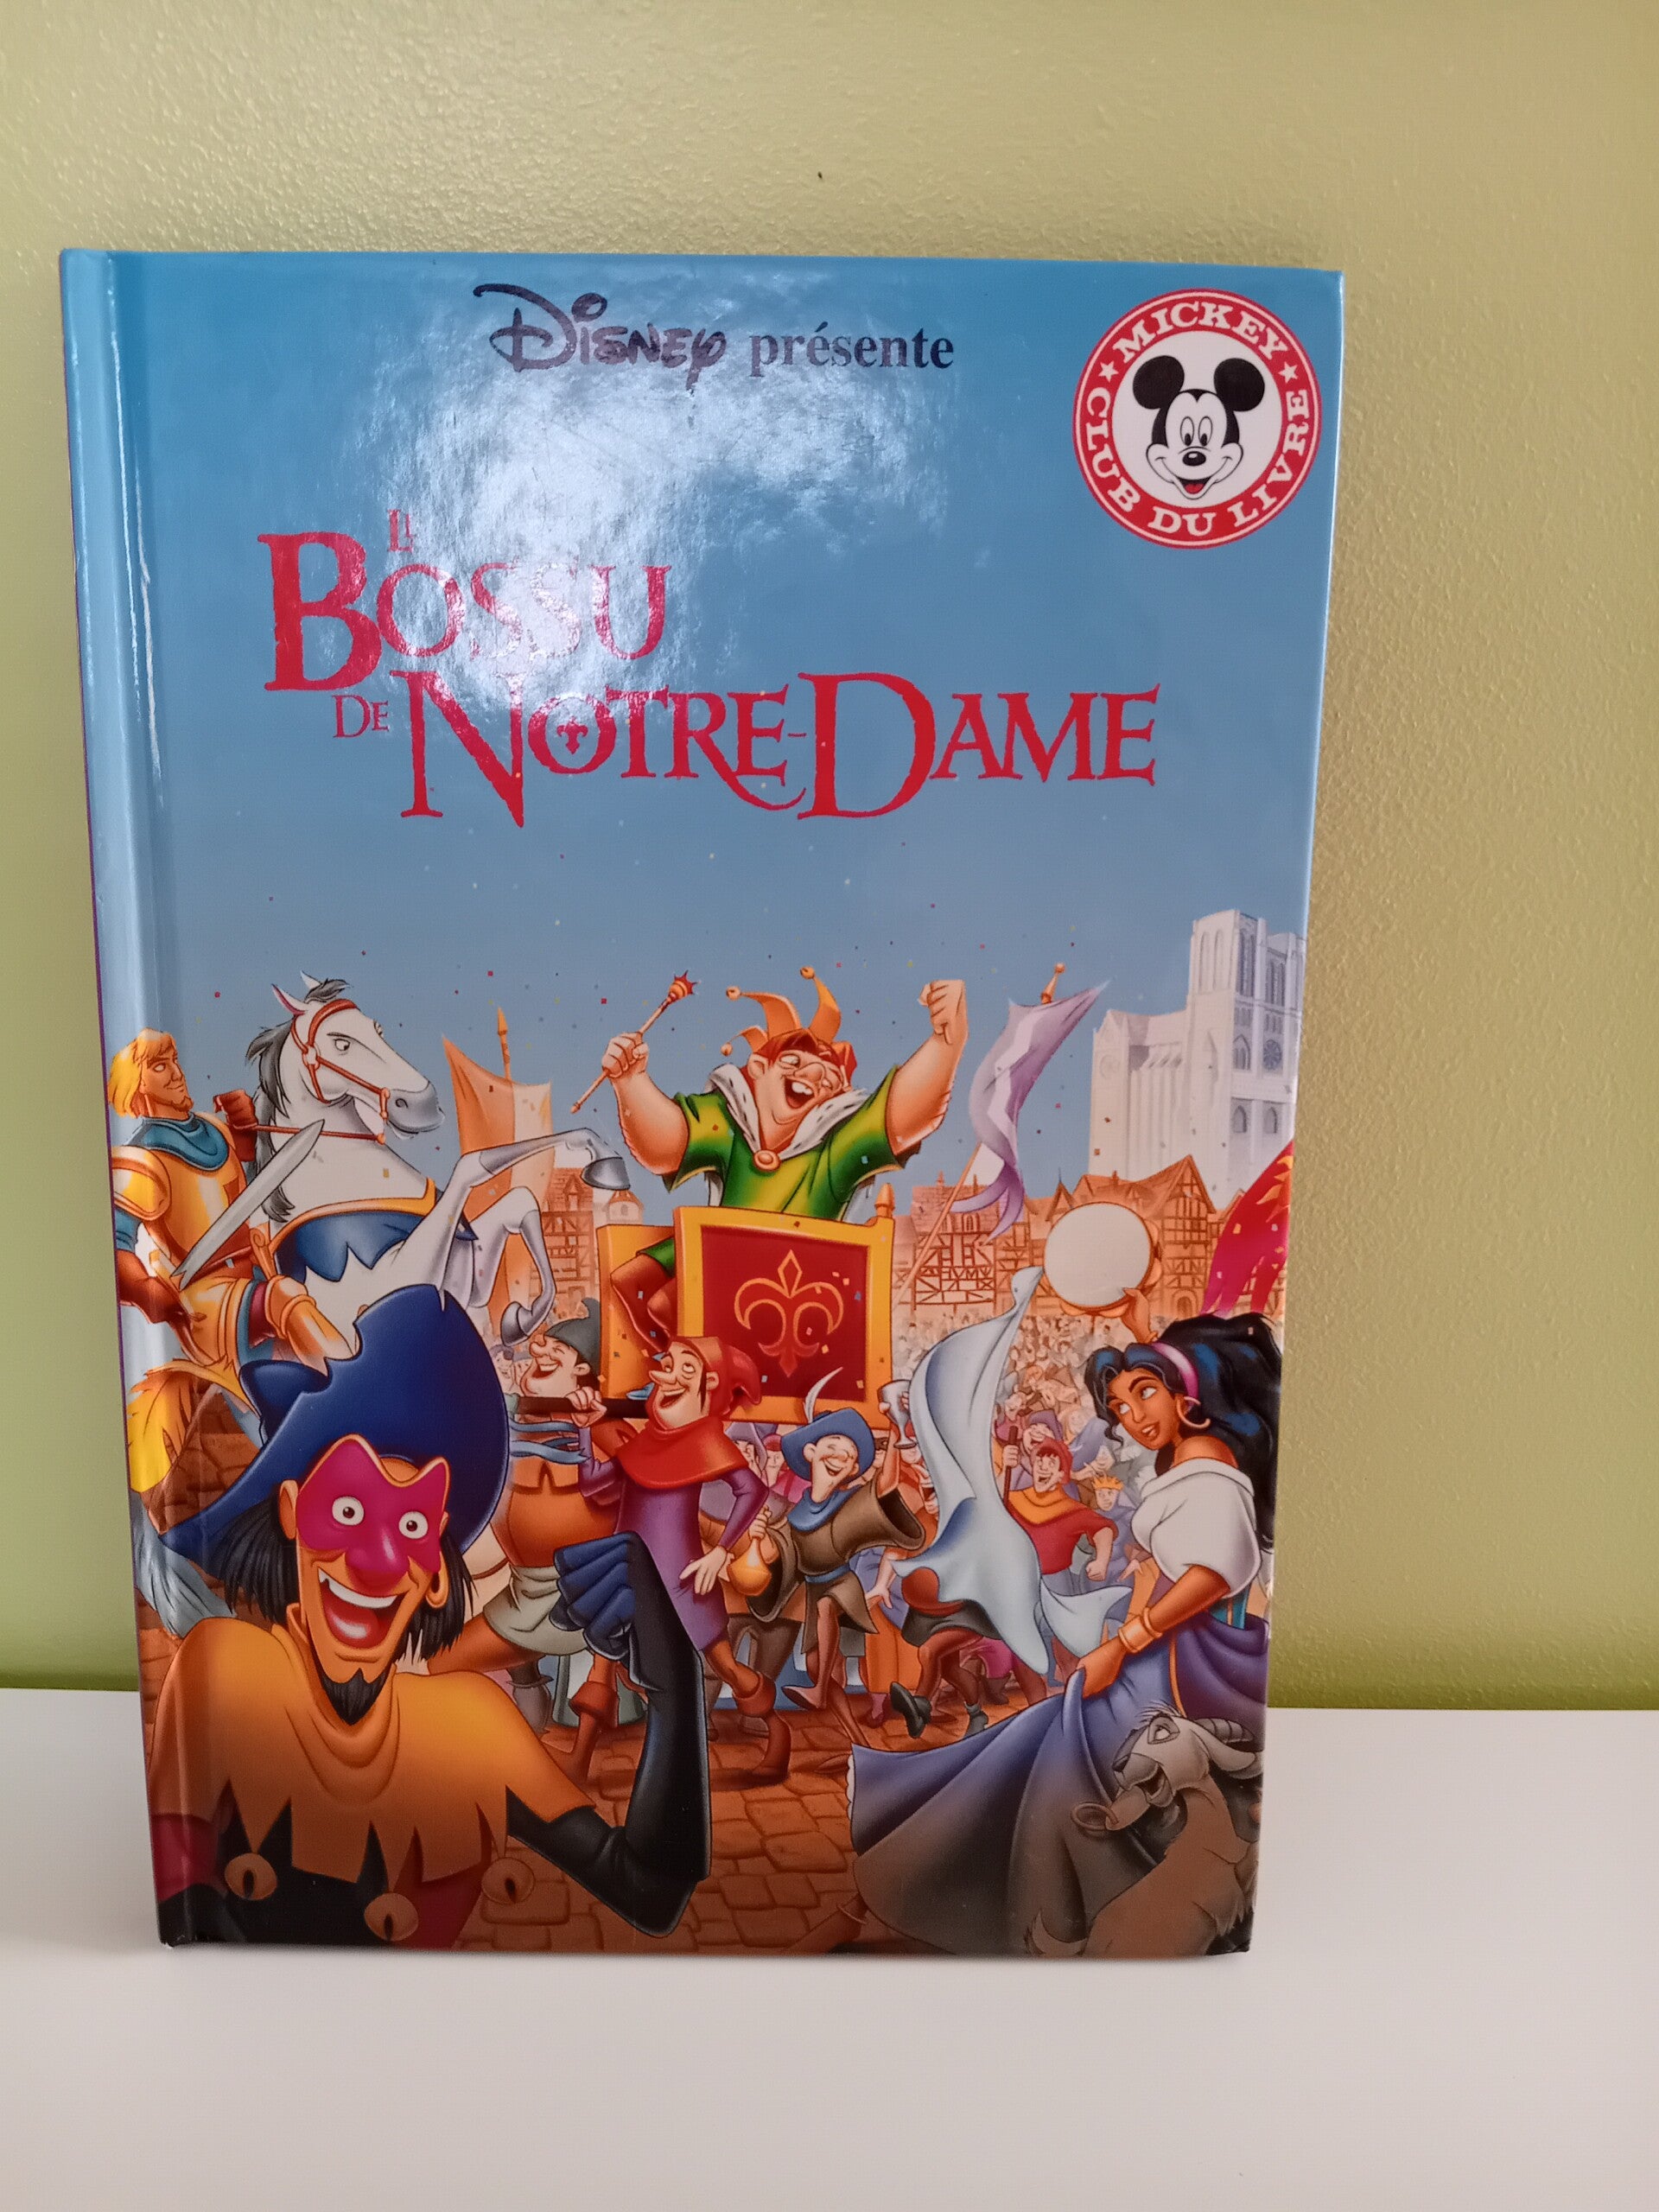 Disney présente
MICKEY
CLUB DU LIVRE
Le
Bossu
de Notre-Dame